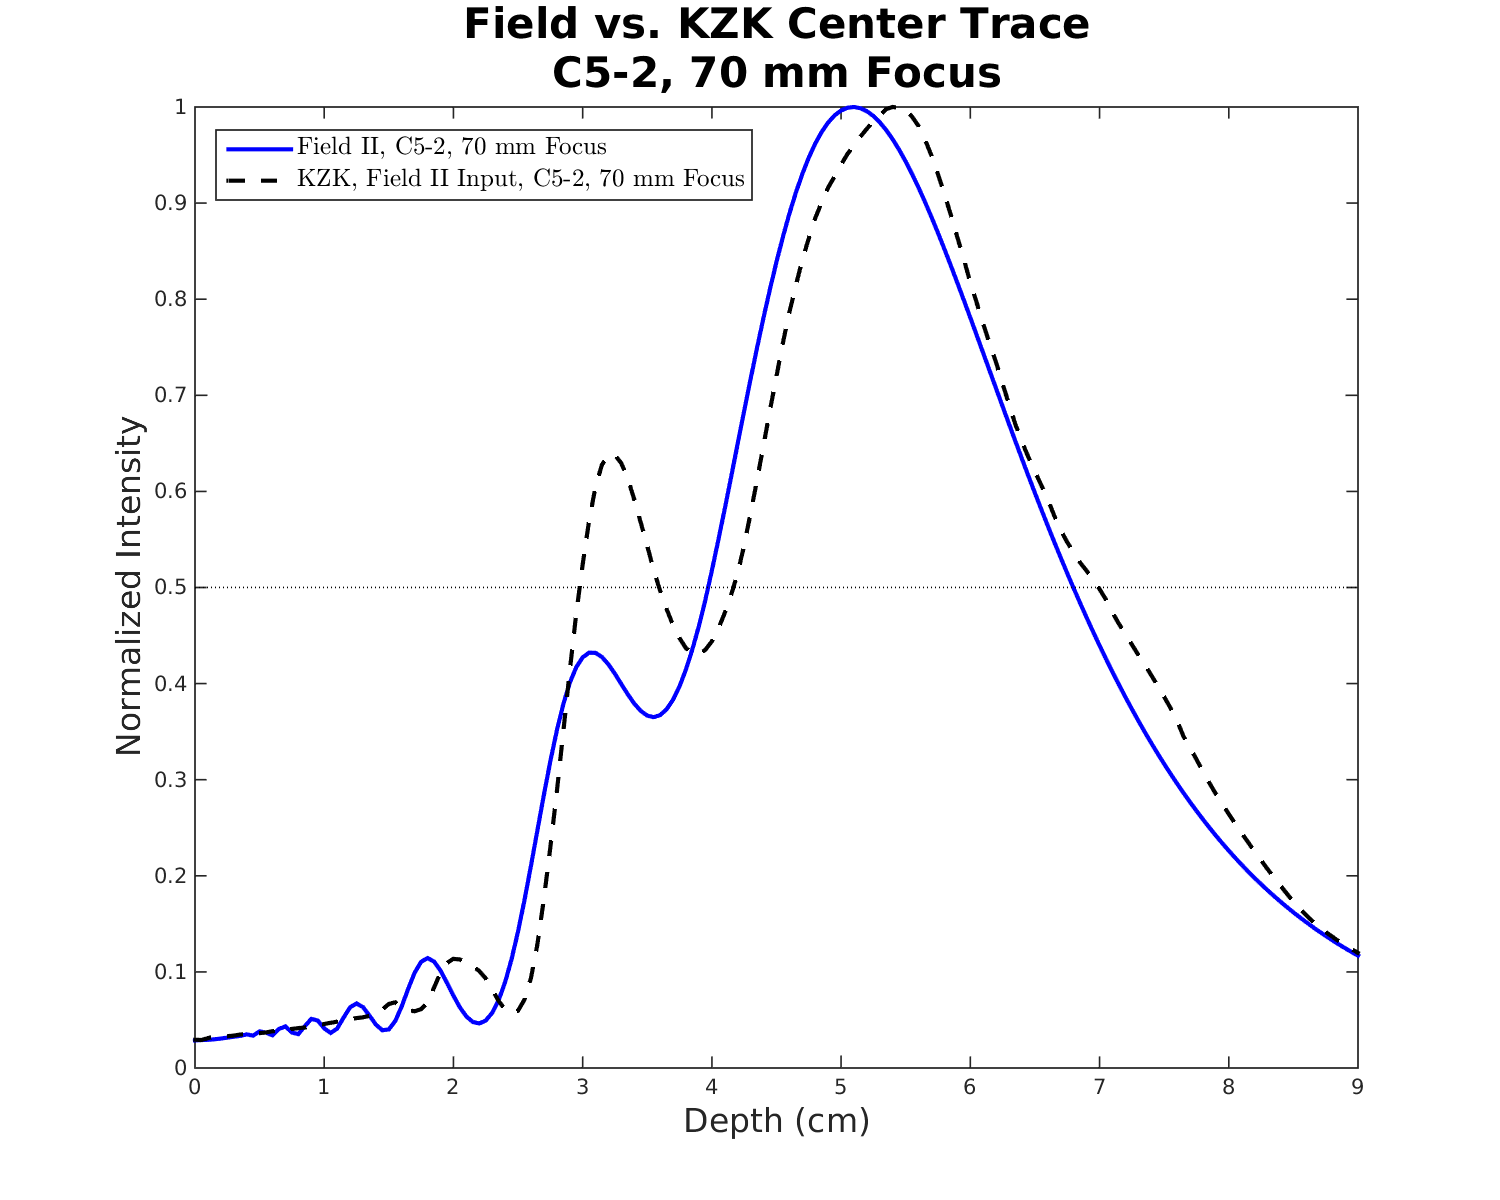 Field vs. KZK Center Trace
C5-2, 70 mm Focus
Field II, C5-2, 70 mm Focus
KZK, Field II Input, C5-2, 70 mm Focus
Normalized Intensity
1
0.9
0.8
0.7
0.6
0.5
0.4
0.3
0.2
0.1
0
0 1 2 3 4 5 6 7 8 9
Depth (cm)